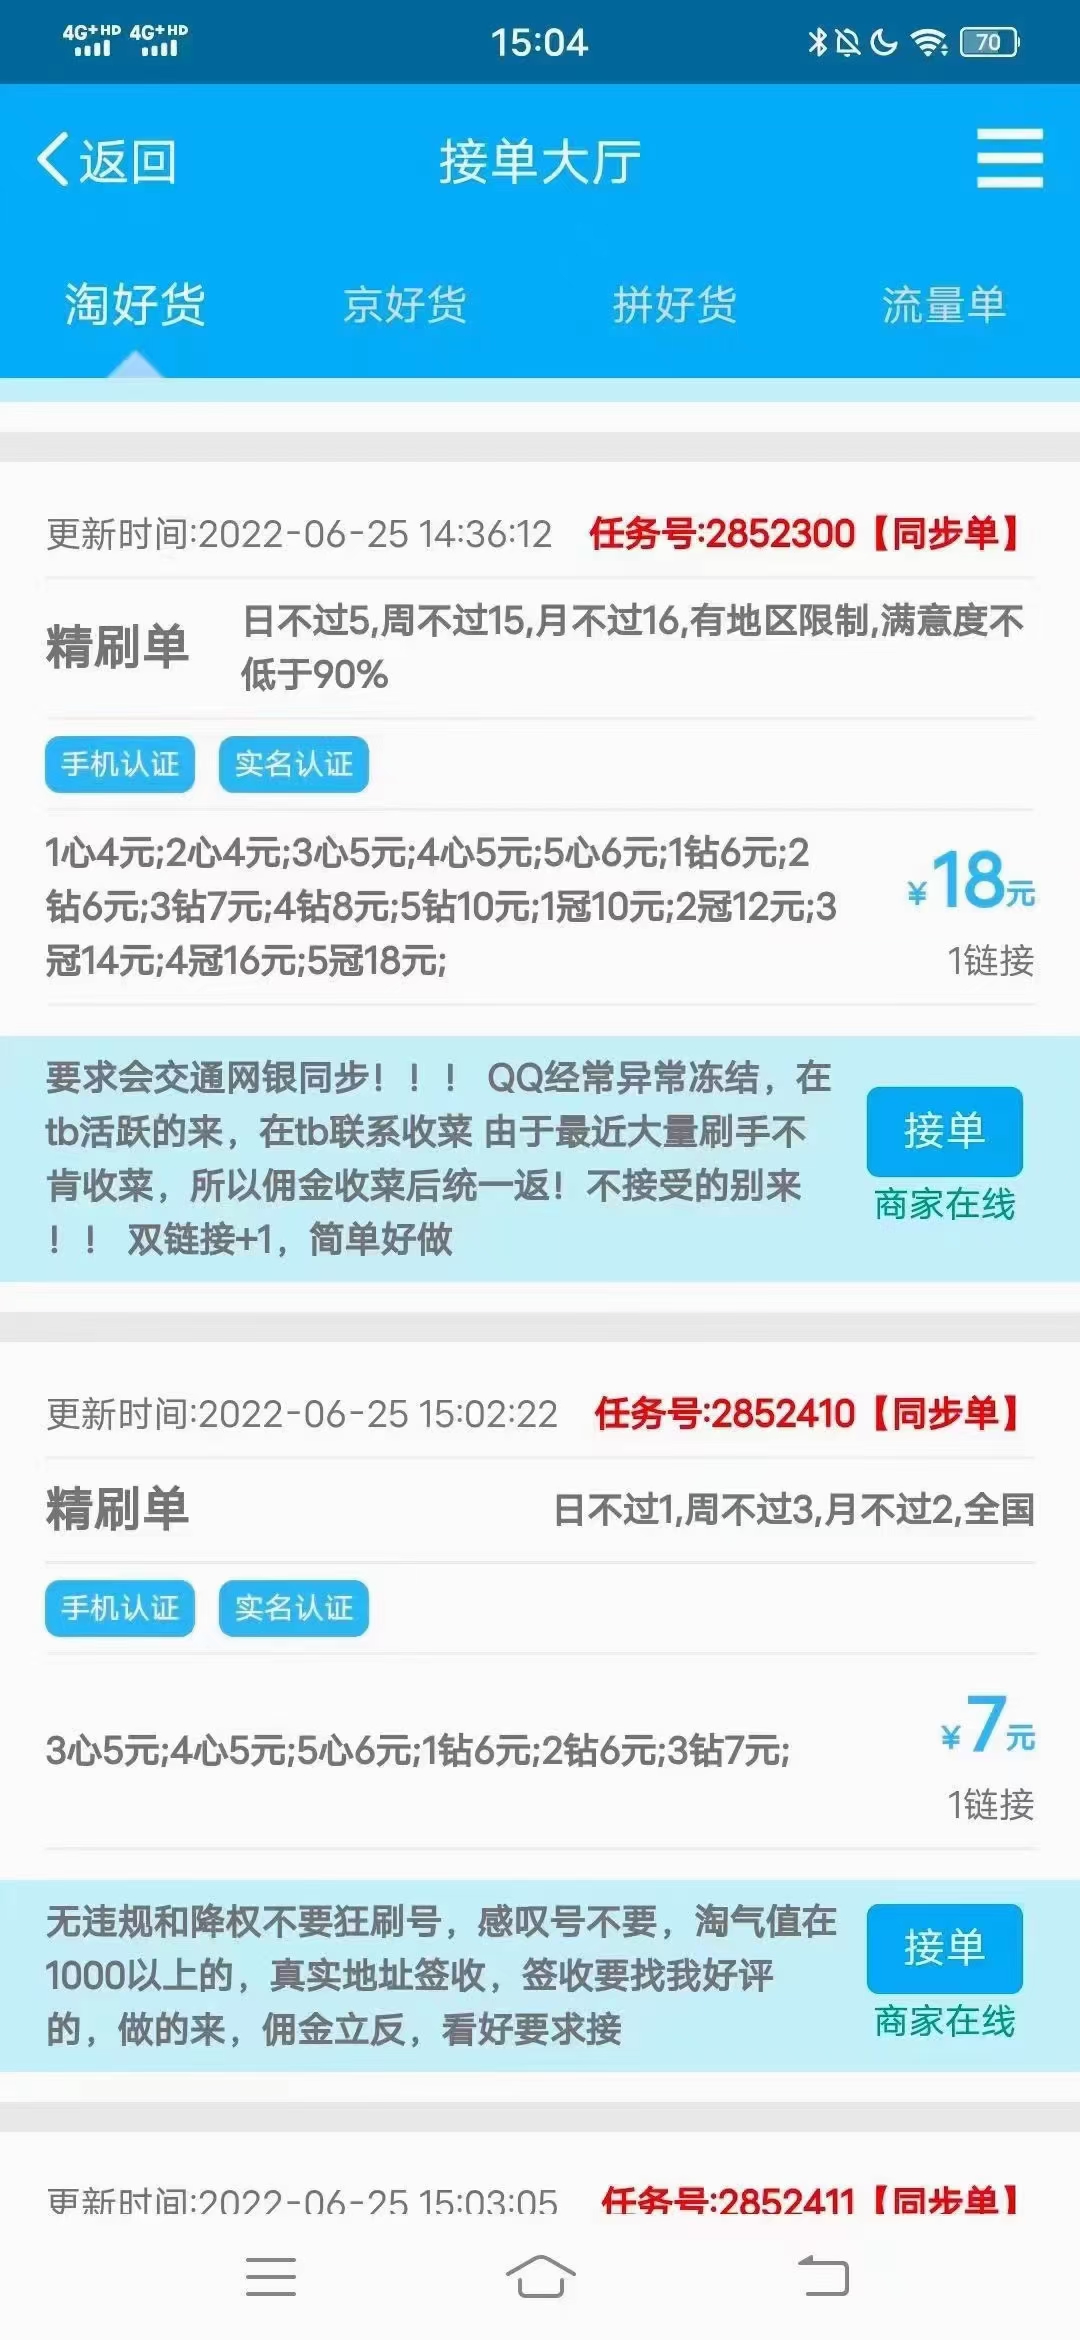 4G+HD 4G+HD 15:04 70
返回 接单大厅
淘好货 京好货 拼好货 流量单
更新时间:2022-06-25 14:36:12 任务号:2852300【同步单】
精刷单
日不过5,周不过15,月不过16,有地区限制,满意度不
低于90%
手机认证 实名认证
1心4元;2心4元;3心5元;4心5元;5心6元;1钻6元;2
钻6元;3钻7元;4钻8元;5钻10元;1冠10元;2冠12元;3
冠14元;4冠16元;5冠18元;
¥18元
1链接
要求会交通网银同步！！！ QQ经常异常冻结，在
tb活跃的来，在tb联系收菜 由于最近大量刷手不
肯收菜，所以佣金收菜后统一返！不接受的别来
！！ 双链接+1，简单好做
接单
商家在线
更新时间:2022-06-25 15:02:22 任务号:2852410【同步单】
精刷单 日不过1,周不过3,月不过2,全国
手机认证 实名认证
3心5元;4心5元;5心6元;1钻6元;2钻6元;3钻7元;
¥7元
1链接
无违规和降权不要狂刷号，感叹号不要，淘气值在
1000以上的，真实地址签收，签收要找我好评
的，做的来，佣金立反，看好要求接
接单
商家在线
更新时间:2022-06-25 15:03:05 任务号:2852411【同步单】